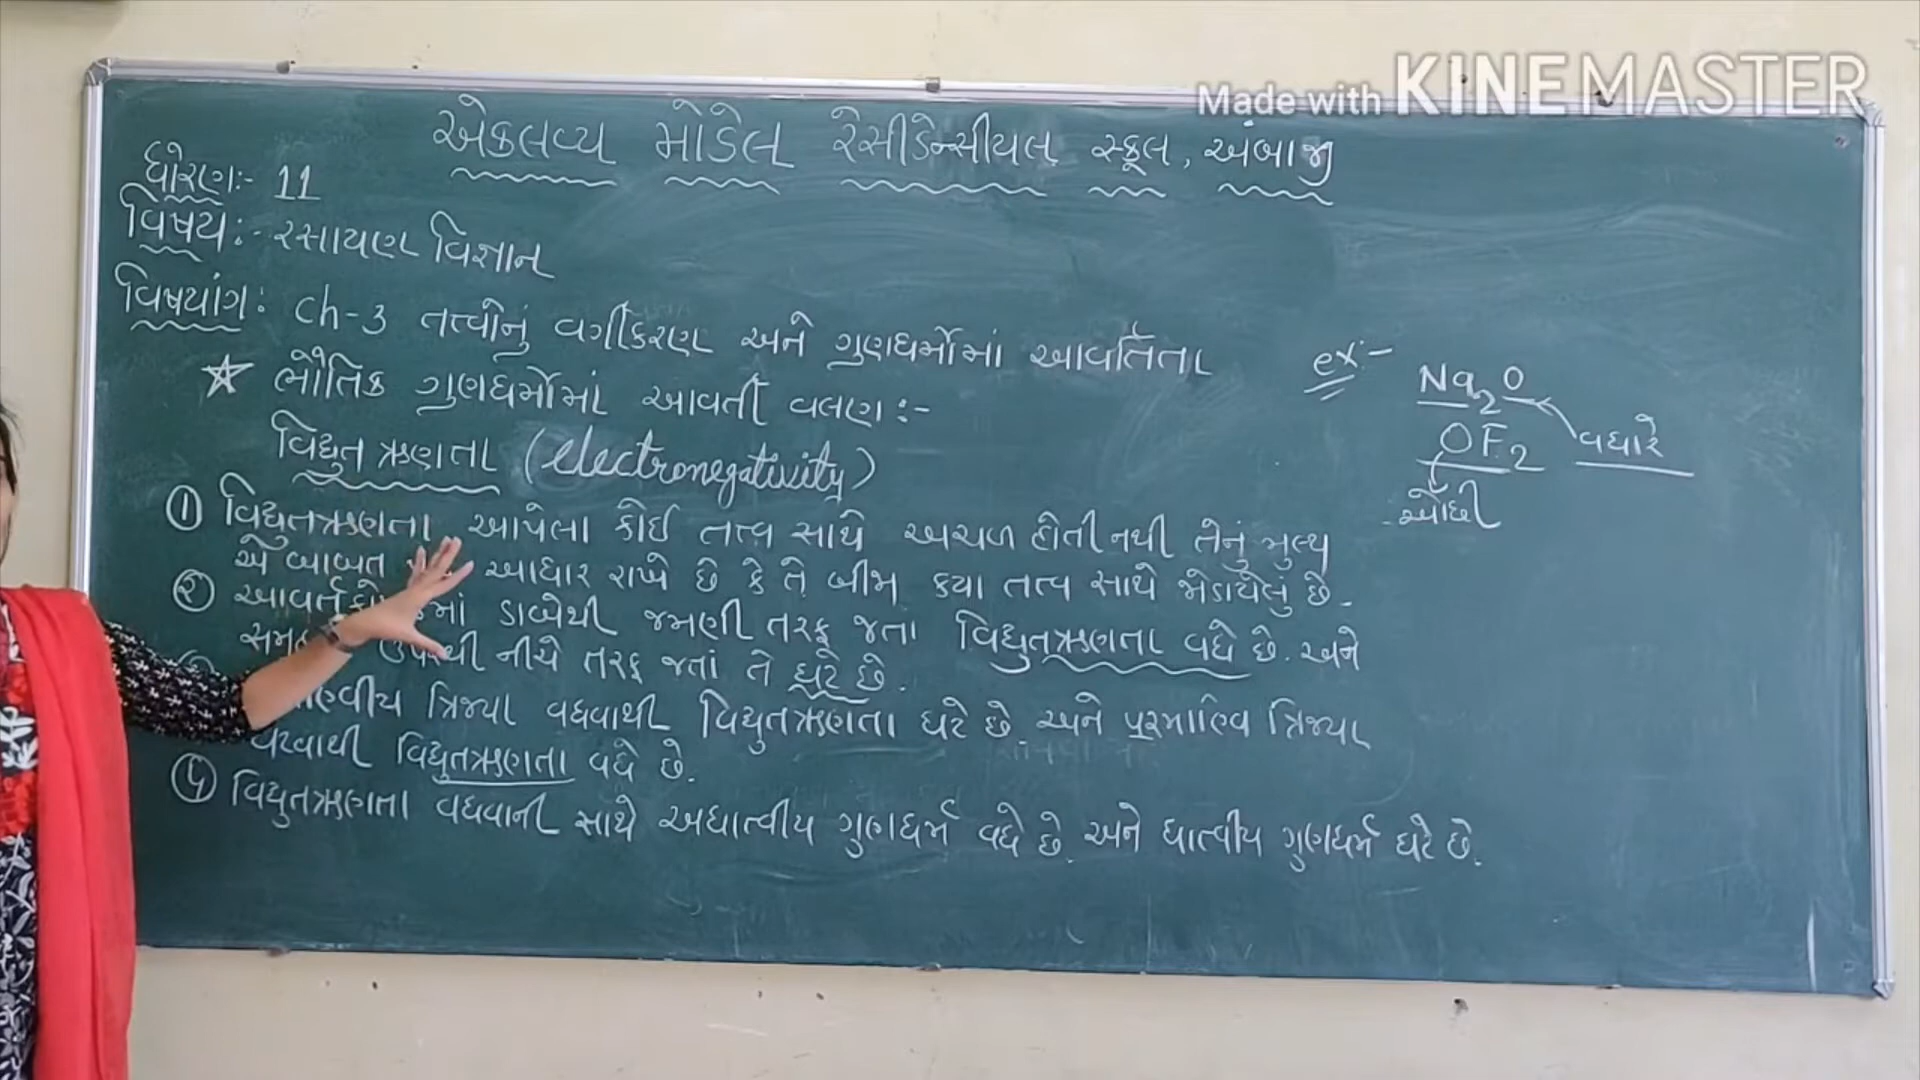 Made with KINEMASTER
એકલવ્ય મોડેલ રેસીડેન્સીયલ સ્કૂલ, અંબાજી
ધોરણ:- 11
વિષય:- રસાયણ વિજ્ઞાન
વિષયાંગ: ch-3 તત્વોનું વર્ગીકરણ અને ગુણધર્મોમાં આવર્તિતા
☆ ભૌતિક ગુણધર્મોમાં આવતી વલણ:-
વિદ્યુત ઋણતા (electronegativity)
① વિદ્યુતઋણતા આપેલા કોઈ તત્વ સાથે અચળ હોતી નથી તેનું મુલ્ય
એ બાબત આધાર રાખે છે કે તે બીજા ક્યા તત્વ સાથે જોડાયેલું છે.
② ડાબેથી જમણી તરફ જતા વિદ્યુતઋણતા વધે છે. અને
નીચે તરફ જતાં તે ઘટે છે.
ત્રિજ્યા વધવાથી વિદ્યુતઋણતા ઘટે છે. અને પરમાણ્વિ ત્રિજ્યા
ઘટવાથી વિદ્યુતઋણતા વધે છે.
④ વિદ્યુતઋણતા વધવાની સાથે અધાત્વીય ગુણધર્મ વધે છે. અને ધાત્વીય ગુણધર્મ ઘટે છે.
ex:-
Na₂O
OF₂
વધારે
ઓછી